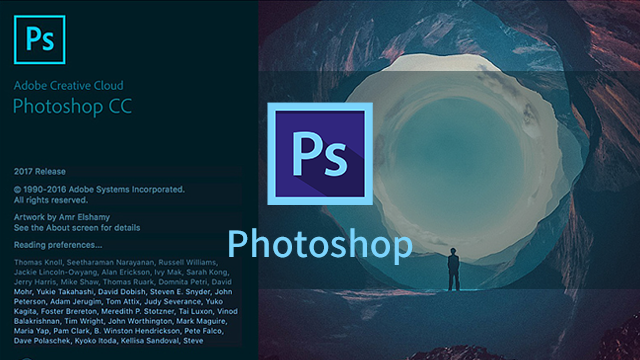 Ps
Adobe Creative Cloud
Photoshop CC
2017 Release
© 1990-2016 Adobe Systems Incorporated.
All rights reserved.
Artwork by Amr Elshamy
See the About screen for details
Reading preferences...
Thomas Knoll, Seetharaman Narayanan, Russell Williams,
Jackie Lincoln-Owyang, Alan Erickson, Ivy Mak, Sarah Kong,
Jerry Harris, Mike Shaw, Thomas Ruark, Domnita Petri, David
Mohr, Yukie Takahashi, David Dobish, Steven E. Snyder, John
Peterson, Adam Jerugim, Tom Attix, Judy Severance, Yuko
Kagita, Foster Brereton, Meredith P. Stotzner, Tai Luxon, Vinod
Balakrishnan, Tim Wright, John Worthington, Mark Maguire,
Maria Yap, Pam Clark, B. Winston Hendrickson, Pete Falco,
Dave Polaschek, Kyoko Itoda, Kellisa Sandoval, Steve
Ps
Photoshop